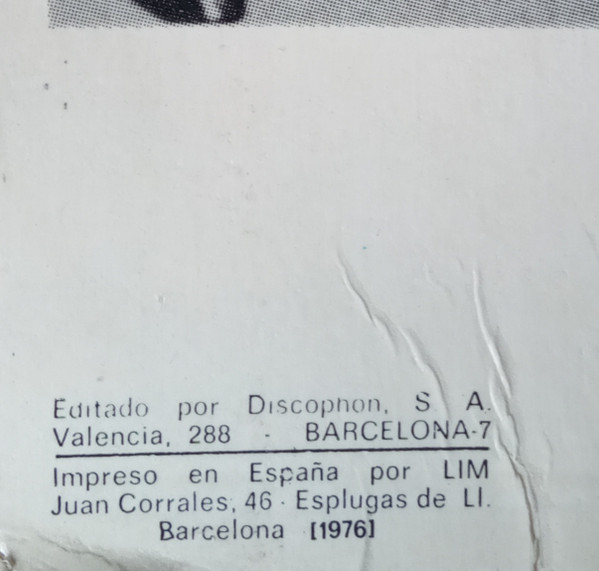 Editado por Discophon, S. A.
Valencia, 288 - BARCELONA-7
Impreso en España por LIM
Juan Corrales, 46 - Esplugas de Ll.
Barcelona [1976]